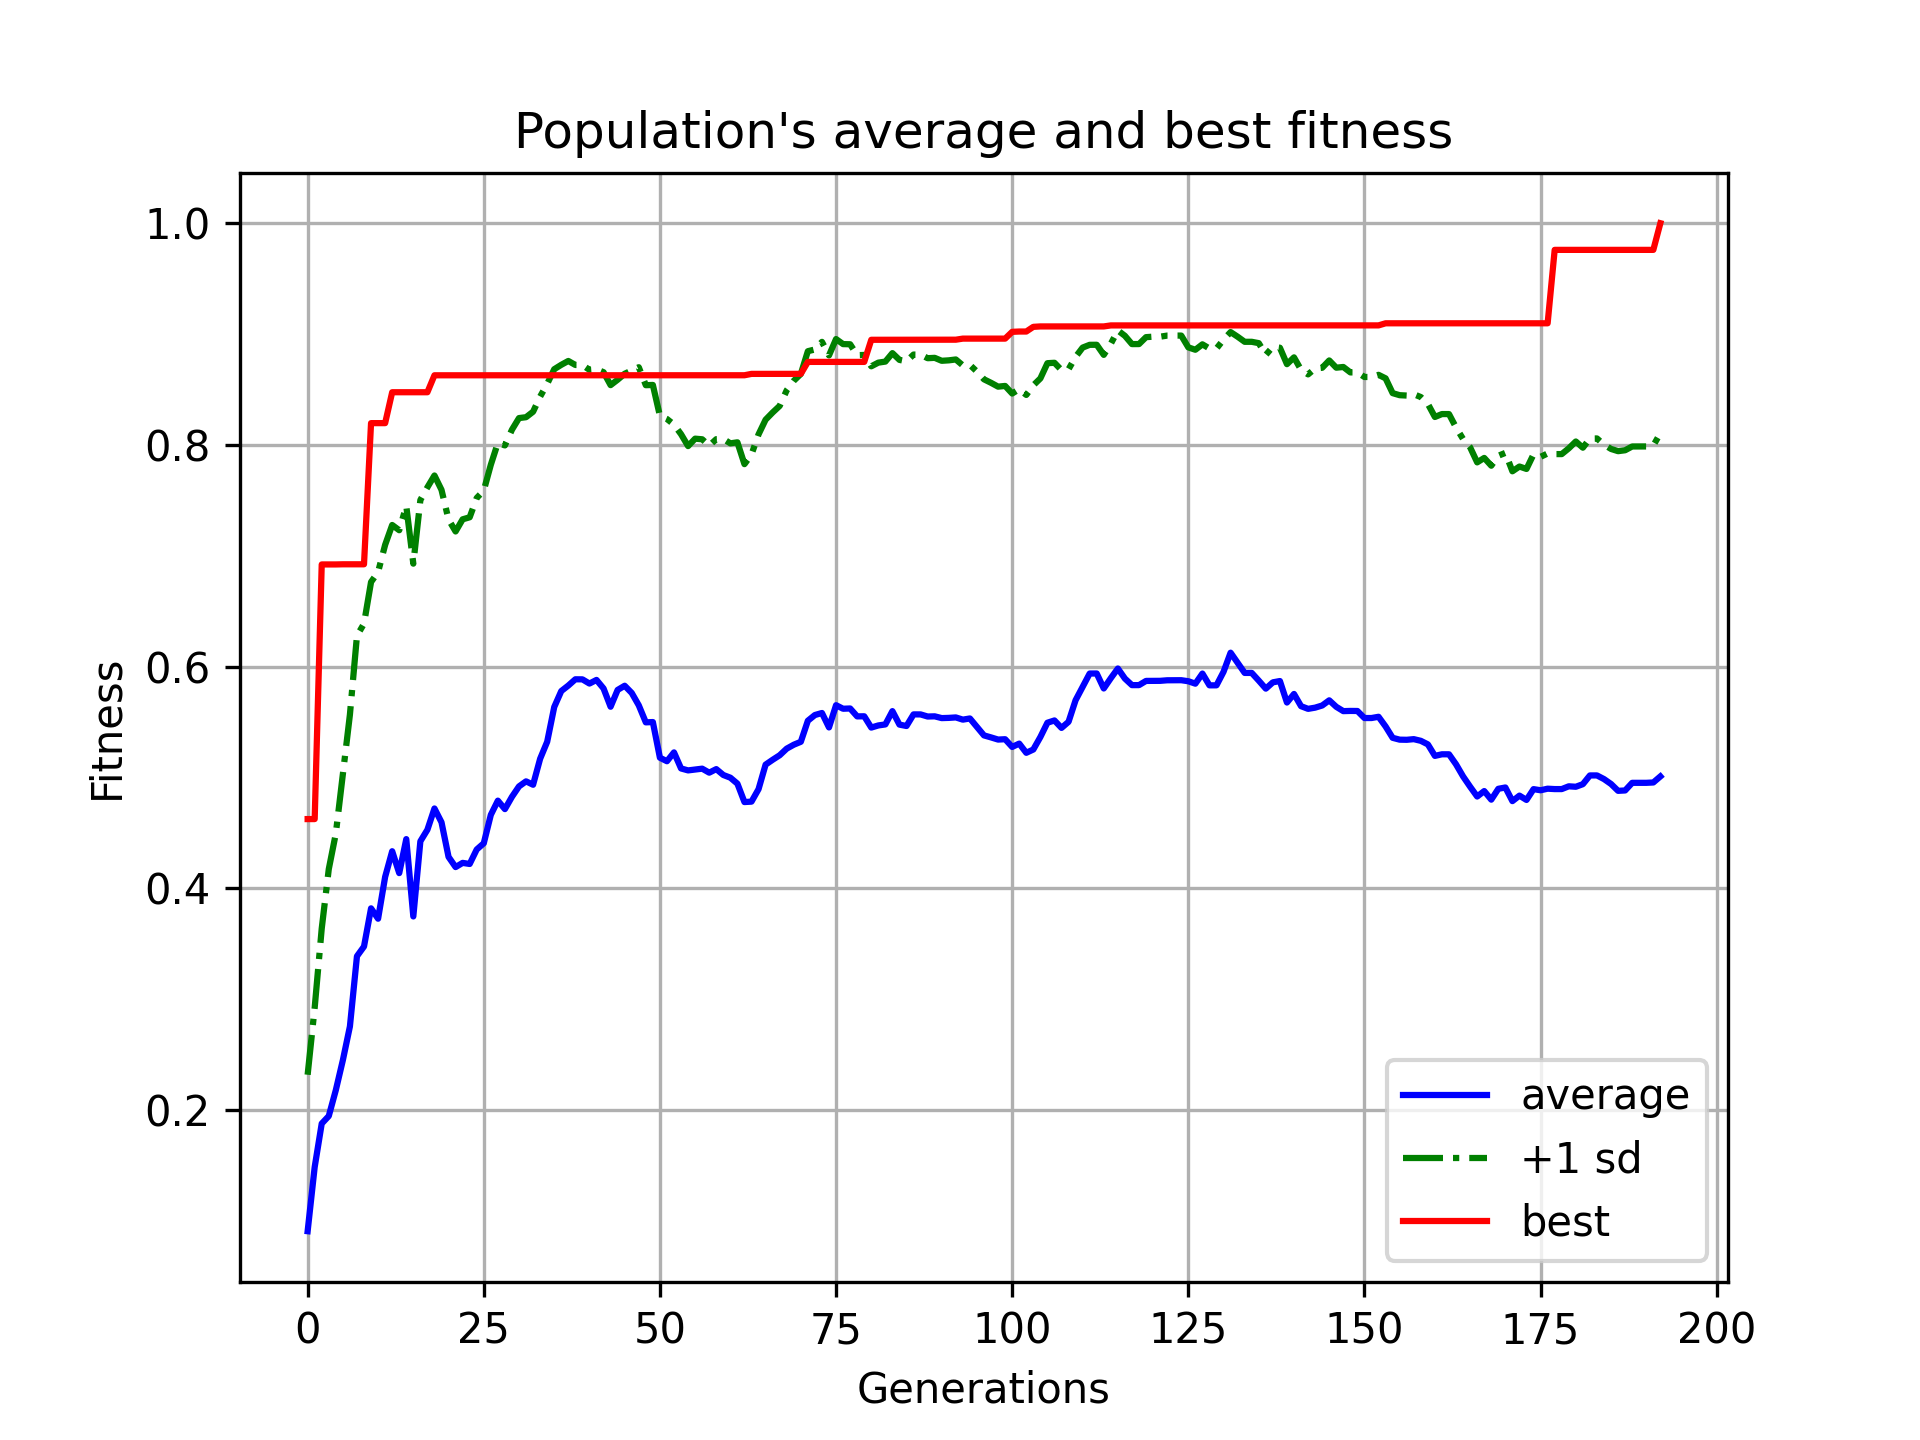 Population's average and best fitness
1.0
0.8
0.6
0.4
0.2
Fitness
average
+1 sd
best
0 25 50 75 100 125 150 175 200
Generations